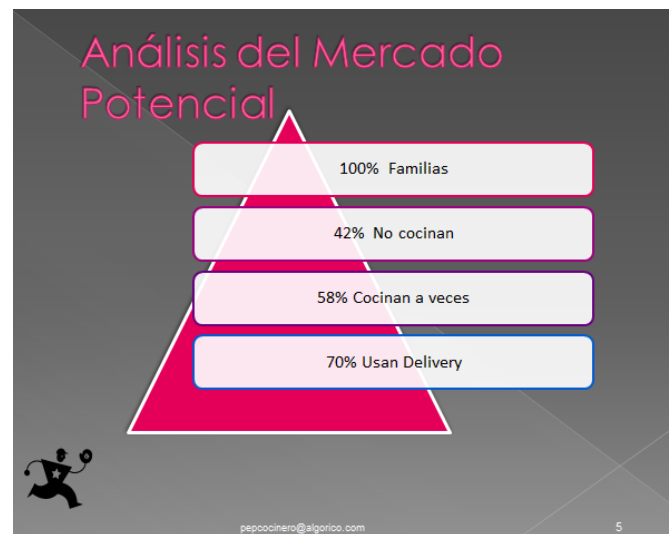 Análisis del Mercado
Potencial
100% Familias
42% No cocinan
58% Cocinan a veces
70% Usan Delivery
pepcocinero@algorico.com
5